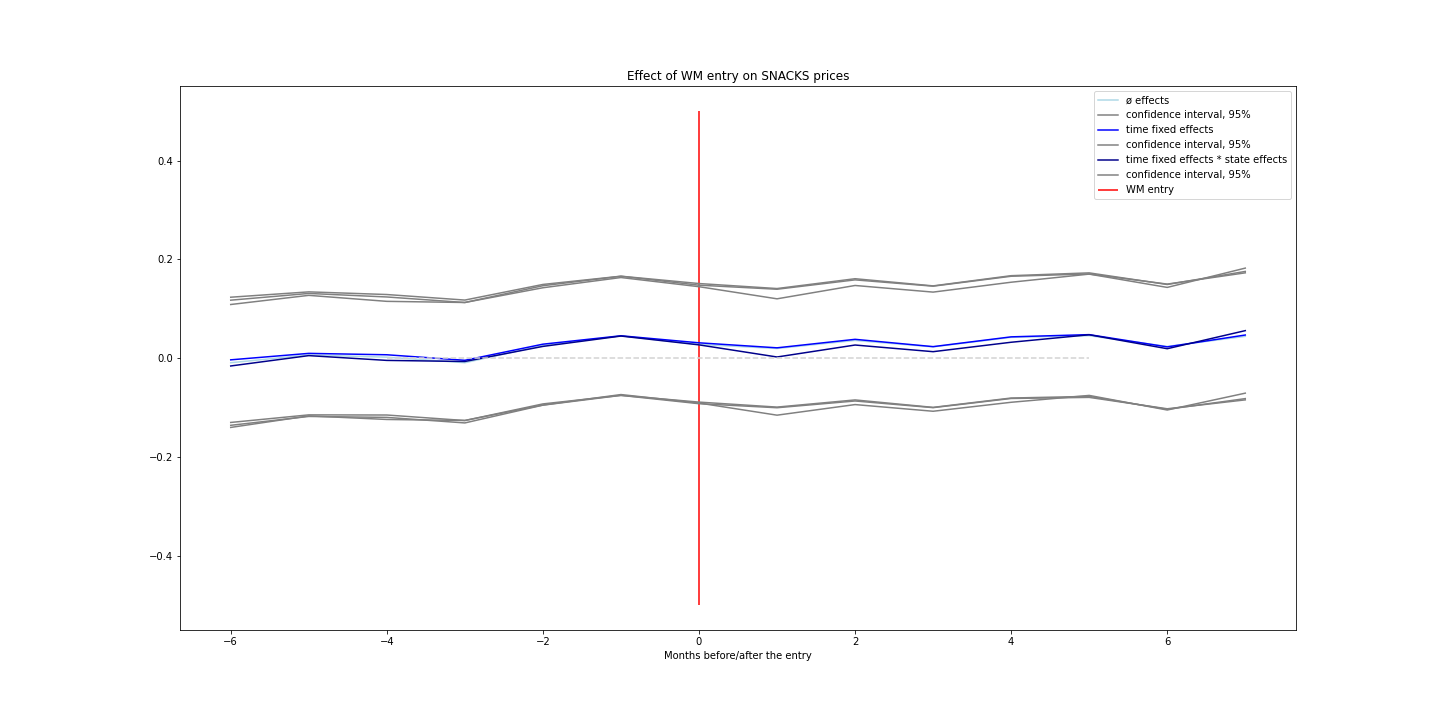 Effect of WM entry on SNACKS prices
ø effects
confidence interval, 95%
time fixed effects
confidence interval, 95%
time fixed effects * state effects
confidence interval, 95%
WM entry
0.4
0.2
0.0
−0.2
−0.4
−6
−4
−2
0
2
4
6
Months before/after the entry